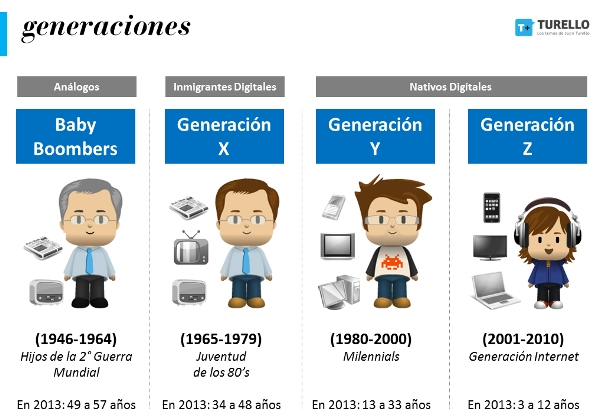 generaciones
TURELLO
Los temas de Lucio Turello
Análogos
Inmigrantes Digitales
Nativos Digitales
Baby
Boombers
Generación
X
Generación
Y
Generación
Z
(1946-1964)
Hijos de la 2° Guerra
Mundial
(1965-1979)
Juventud
de los 80’s
(1980-2000)
Milennials
(2001-2010)
Generación Internet
En 2013: 49 a 57 años
En 2013: 34 a 48 años
En 2013: 13 a 33 años
En 2013: 3 a 12 años